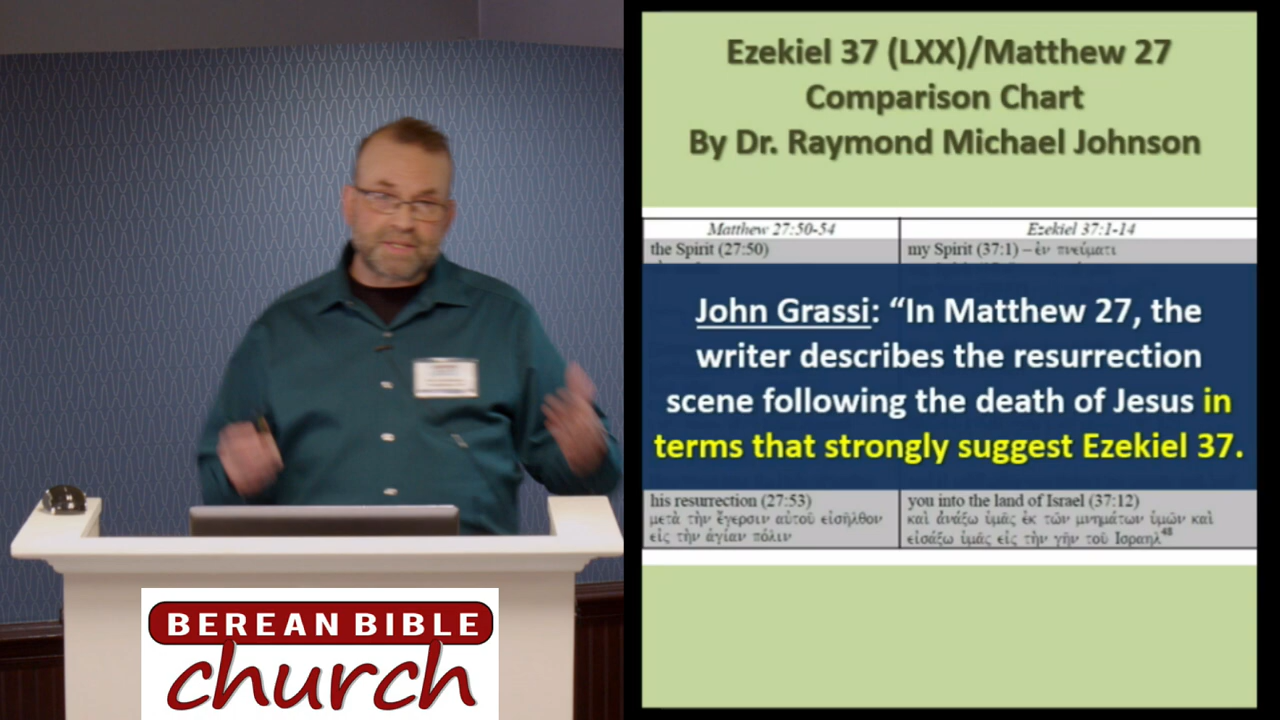 Ezekiel 37 (LXX)/Matthew 27
Comparison Chart
By Dr. Raymond Michael Johnson
Matthew 27:50-54 Ezekiel 37:1-14
the Spirit (27:50) my Spirit (37:1) – ἐν πνεύματι
John Grassi: “In Matthew 27, the
writer describes the resurrection
scene following the death of Jesus in
terms that strongly suggest Ezekiel 37.
his resurrection (27:53) you into the land of Israel (37:12)
μετὰ τὴν ἔγερσιν αὐτοῦ εἰσῆλθον καὶ ἀνάξω ὑμᾶς ἐκ τῶν μνημάτων ὑμῶν καὶ
εἰς τὴν ἁγίαν πόλιν εἰσάξω ὑμᾶς εἰς τὴν γῆν τοῦ Ισραηλ48
BEREAN BIBLE
church